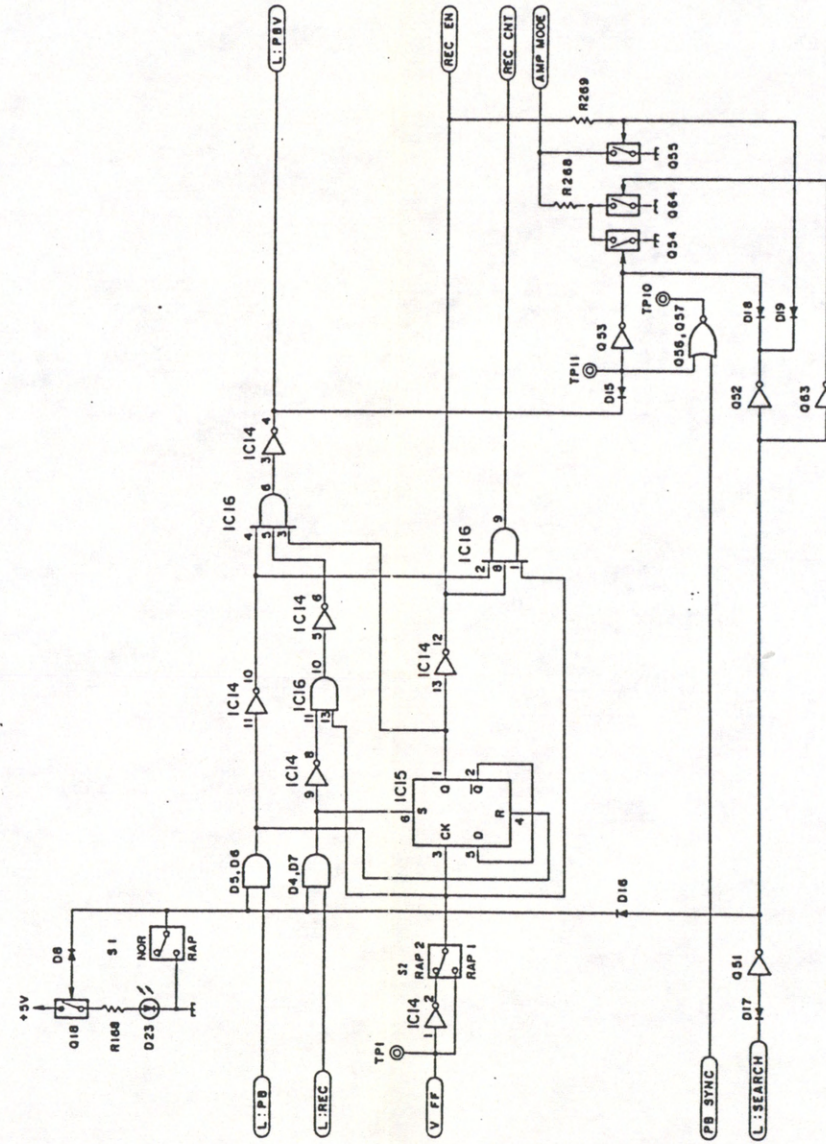 +5V
Q18
D8
R168
D23
S1
NOR
RAP
L:PB
L:REC
V FF
TP1
IC14
1
2
S2
RAP 2
RAP 1
D5,D6
D4,D7
IC14
11
10
IC14
9
8
IC16
11
13
10
IC14
5
6
IC16
4
5
3
6
IC14
3
4
L:PBV
IC15
6
S
3
CK
5
D
Q
1
Q
2
R
4
IC14
13
12
IC16
2
8
1
9
REC EN
REC CNT
AMP MODE
D16
PB SYNC
L:SEARCH
D17
Q51
TP11
D15
Q53
TP10
Q56,Q57
Q52
D18
D19
Q63
R268
R269
Q54
Q64
Q55